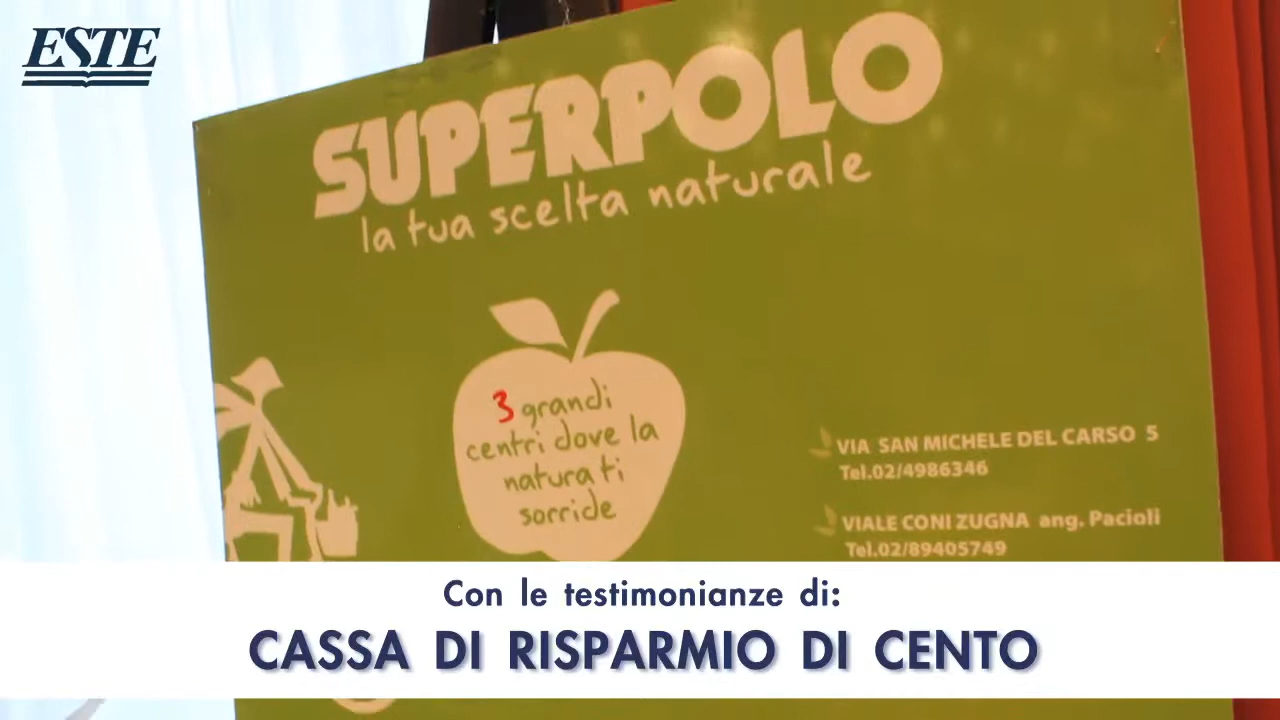 ESTE
SUPERPOLO
la tua scelta naturale
3 grandi
centri dove la
natura ti
sorride
VIA SAN MICHELE DEL CARSO 5
Tel.02/4986346
VIALE CONI ZUGNA ang. Pacioli
Tel.02/89405749
Con le testimonianze di:
CASSA DI RISPARMIO DI CENTO